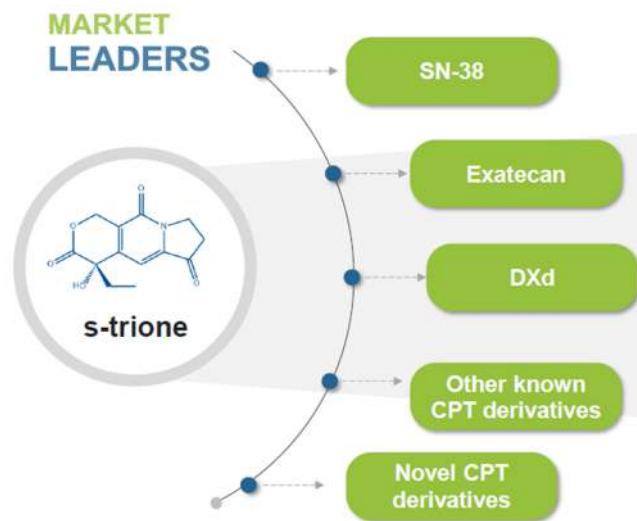 MARKET
LEADERS
SN-38
Exatecan
DXd
Other known
CPT derivatives
Novel CPT
derivatives
O
O
N
O
HO
O
s-trione